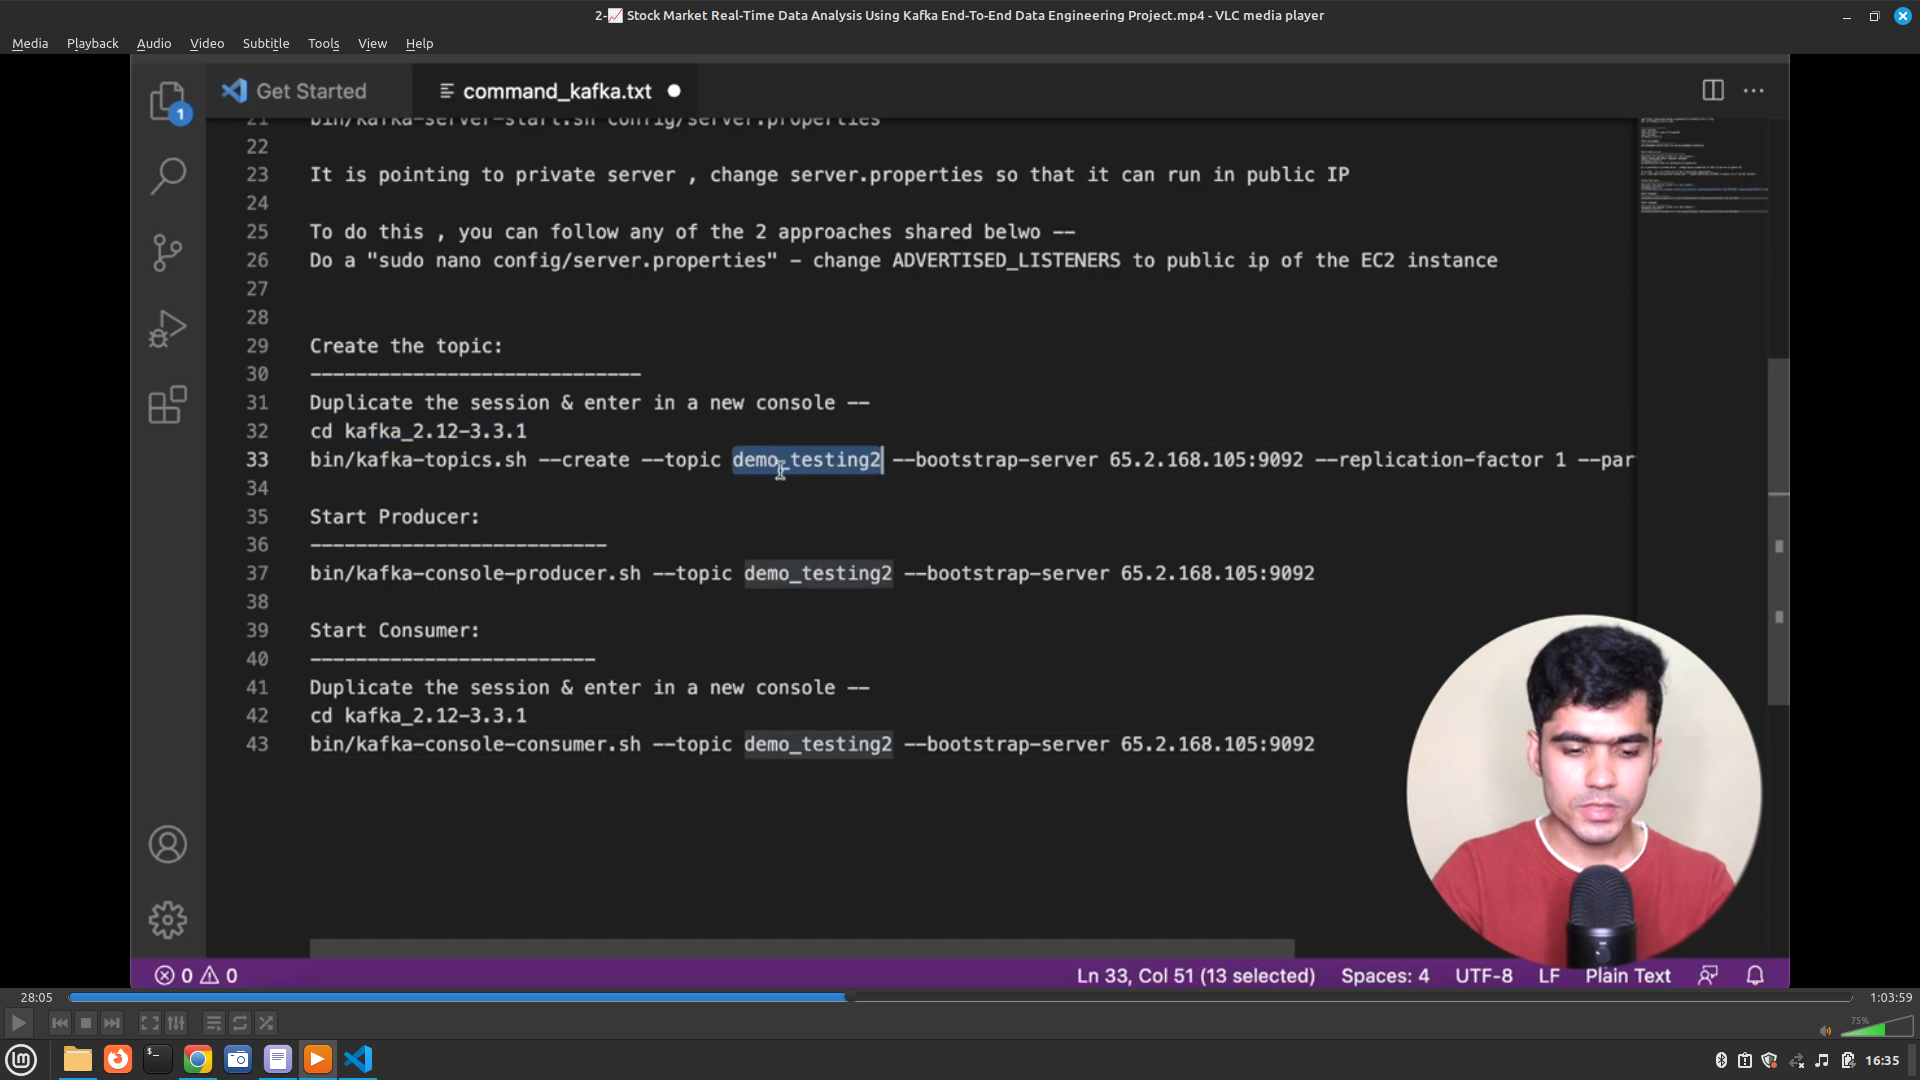 2-📈 Stock Market Real-Time Data Analysis Using Kafka End-To-End Data Engineering Project.mp4 - VLC media player
Media Playback Audio Video Subtitle Tools View Help
1 Get Started command_kafka.txt
21 bin/kafka-server-start.sh config/server.properties
22
23 It is pointing to private server , change server.properties so that it can run in public IP
24
25 To do this , you can follow any of the 2 approaches shared belwo --
26 Do a "sudo nano config/server.properties" - change ADVERTISED_LISTENERS to public ip of the EC2 instance
27
28
29 Create the topic:
30 -----------------------------
31 Duplicate the session & enter in a new console --
32 cd kafka_2.12-3.3.1
33 bin/kafka-topics.sh --create --topic demo_testing2 --bootstrap-server 65.2.168.105:9092 --replication-factor 1 --par
34
35 Start Producer:
36 --------------------------
37 bin/kafka-console-producer.sh --topic demo_testing2 --bootstrap-server 65.2.168.105:9092
38
39 Start Consumer:
40 -------------------------
41 Duplicate the session & enter in a new console --
42 cd kafka_2.12-3.3.1
43 bin/kafka-console-consumer.sh --topic demo_testing2 --bootstrap-server 65.2.168.105:9092
0 0 Ln 33, Col 51 (13 selected) Spaces: 4 UTF-8 LF Plain Text
28:05 1:03:59
75%
16:35